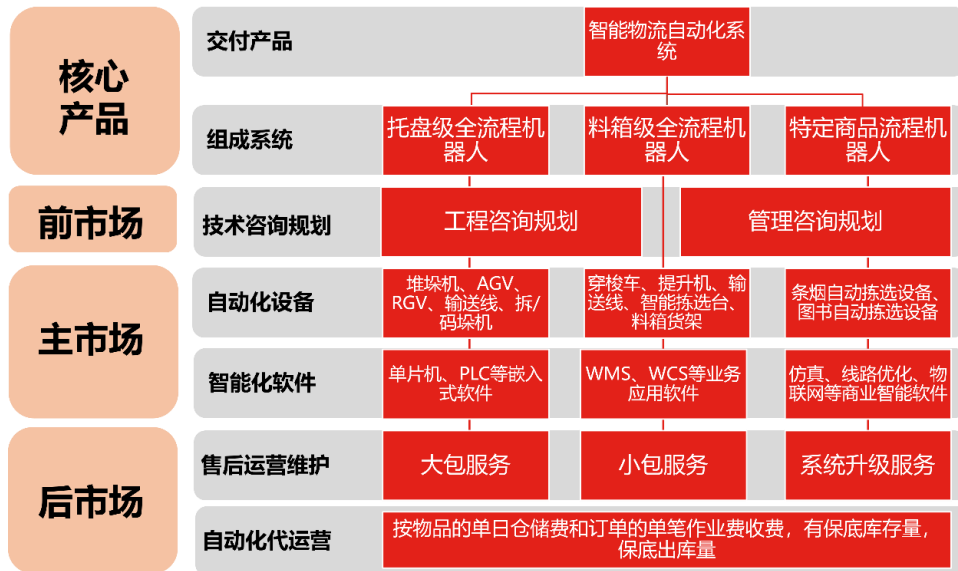 核心
产品
交付产品
智能物流自动化系
统
组成系统
托盘级全流程机
器人
料箱级全流程机
器人
特定商品流程机
器人
前市场
技术咨询规划
工程咨询规划
管理咨询规划
主市场
自动化设备
堆垛机、AGV、
RGV、输送线、拆/
码垛机
穿梭车、提升机、输
送线、智能拣选台、
料箱货架
条烟自动拣选设备、
图书自动拣选设备
智能化软件
单片机、PLC等嵌入
式软件
WMS、WCS等业务
应用软件
仿真、线路优化、物
联网等商业智能软件
后市场
售后运营维护
大包服务
小包服务
系统升级服务
自动化代运营
按物品的单日仓储费和订单的单笔作业费收费，有保底库存量，
保底出库量